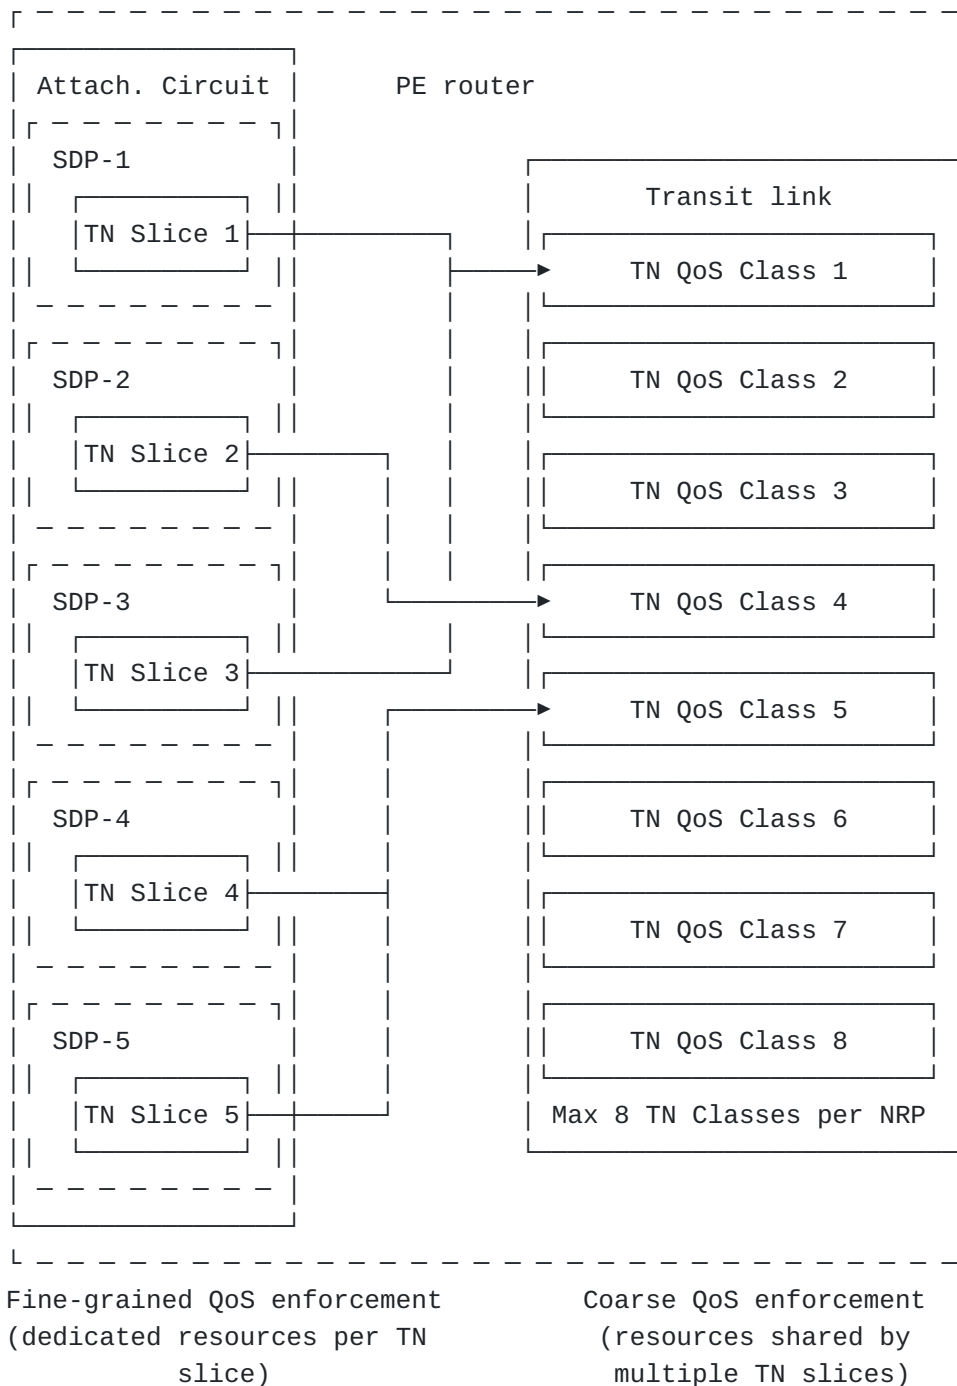 Attach. Circuit PE router
SDP-1
Transit link
TN Slice 1
TN QoS Class 1
SDP-2 TN QoS Class 2
TN Slice 2
TN QoS Class 3
SDP-3 TN QoS Class 4
TN Slice 3
TN QoS Class 5
SDP-4 TN QoS Class 6
TN Slice 4
TN QoS Class 7
SDP-5 TN QoS Class 8
TN Slice 5 Max 8 TN Classes per NRP
Fine-grained QoS enforcement Coarse QoS enforcement
(dedicated resources per TN (resources shared by
slice) multiple TN slices)